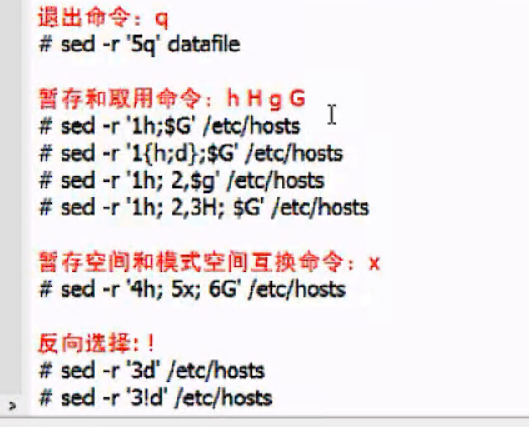 退出命令：q
# sed -r '5q' datafile
暂存和取用命令：h H g G
# sed -r '1h;$G' /etc/hosts
# sed -r '1{h;d};$G' /etc/hosts
# sed -r '1h; 2,$g' /etc/hosts
# sed -r '1h; 2,3H; $G' /etc/hosts
暂存空间和模式空间互换命令：x
# sed -r '4h; 5x; 6G' /etc/hosts
反向选择: !
# sed -r '3d' /etc/hosts
# sed -r '3!d' /etc/hosts